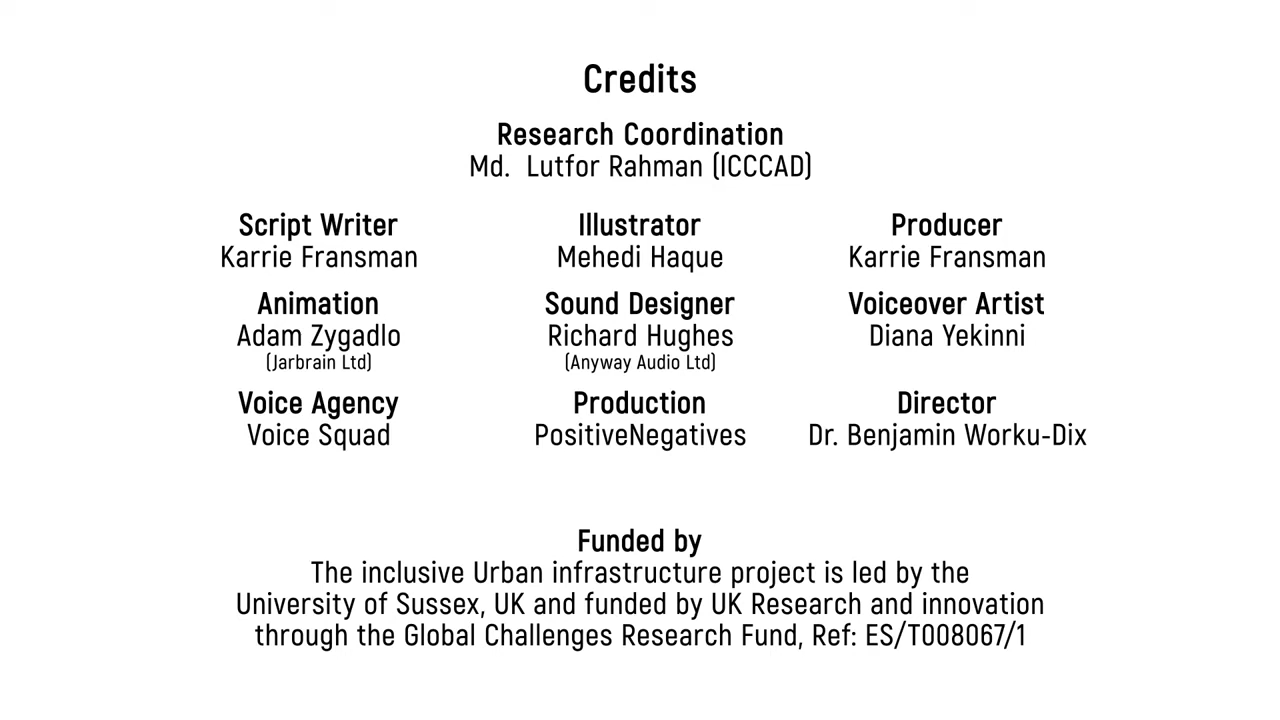 Credits
Research Coordination
Md.  Lutfor Rahman (ICCCAD)
Script Writer
Karrie Fransman
Illustrator
Mehedi Haque
Producer
Karrie Fransman
Animation
Adam Zygadlo
(Jarbrain Ltd)
Sound Designer
Richard Hughes
(Anyway Audio Ltd)
Voiceover Artist
Diana Yekinni
Voice Agency
Voice Squad
Production
PositiveNegatives
Director
Dr. Benjamin Worku-Dix
Funded by
The inclusive Urban infrastructure project is led by the
University of Sussex, UK and funded by UK Research and innovation
through the Global Challenges Research Fund, Ref: ES/T008067/1